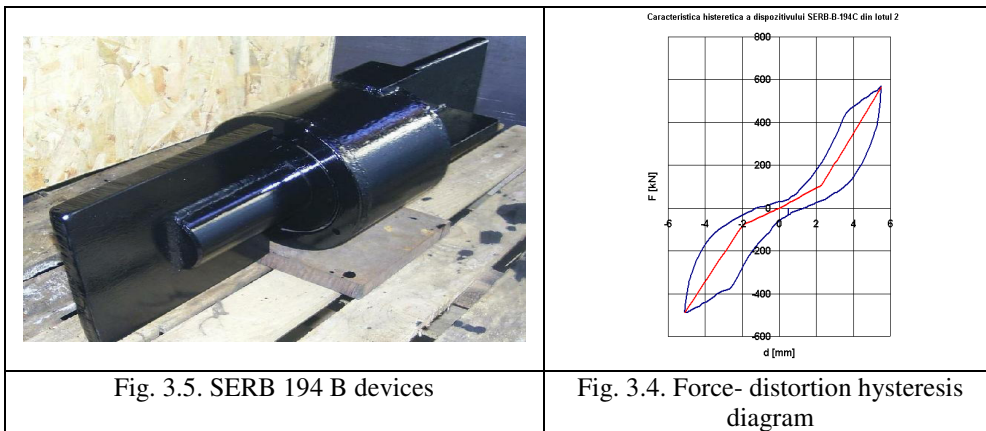 Caracteristica histeretica a dispozitivului SERB-B-194C din lotul 2
800
600
400
200
0
-200
-400
-600
-6 -4 -2 0 2 4 6
F [kN]
d [mm]
Fig. 3.5. SERB 194 B devices
Fig. 3.4. Force- distortion hysteresis
diagram